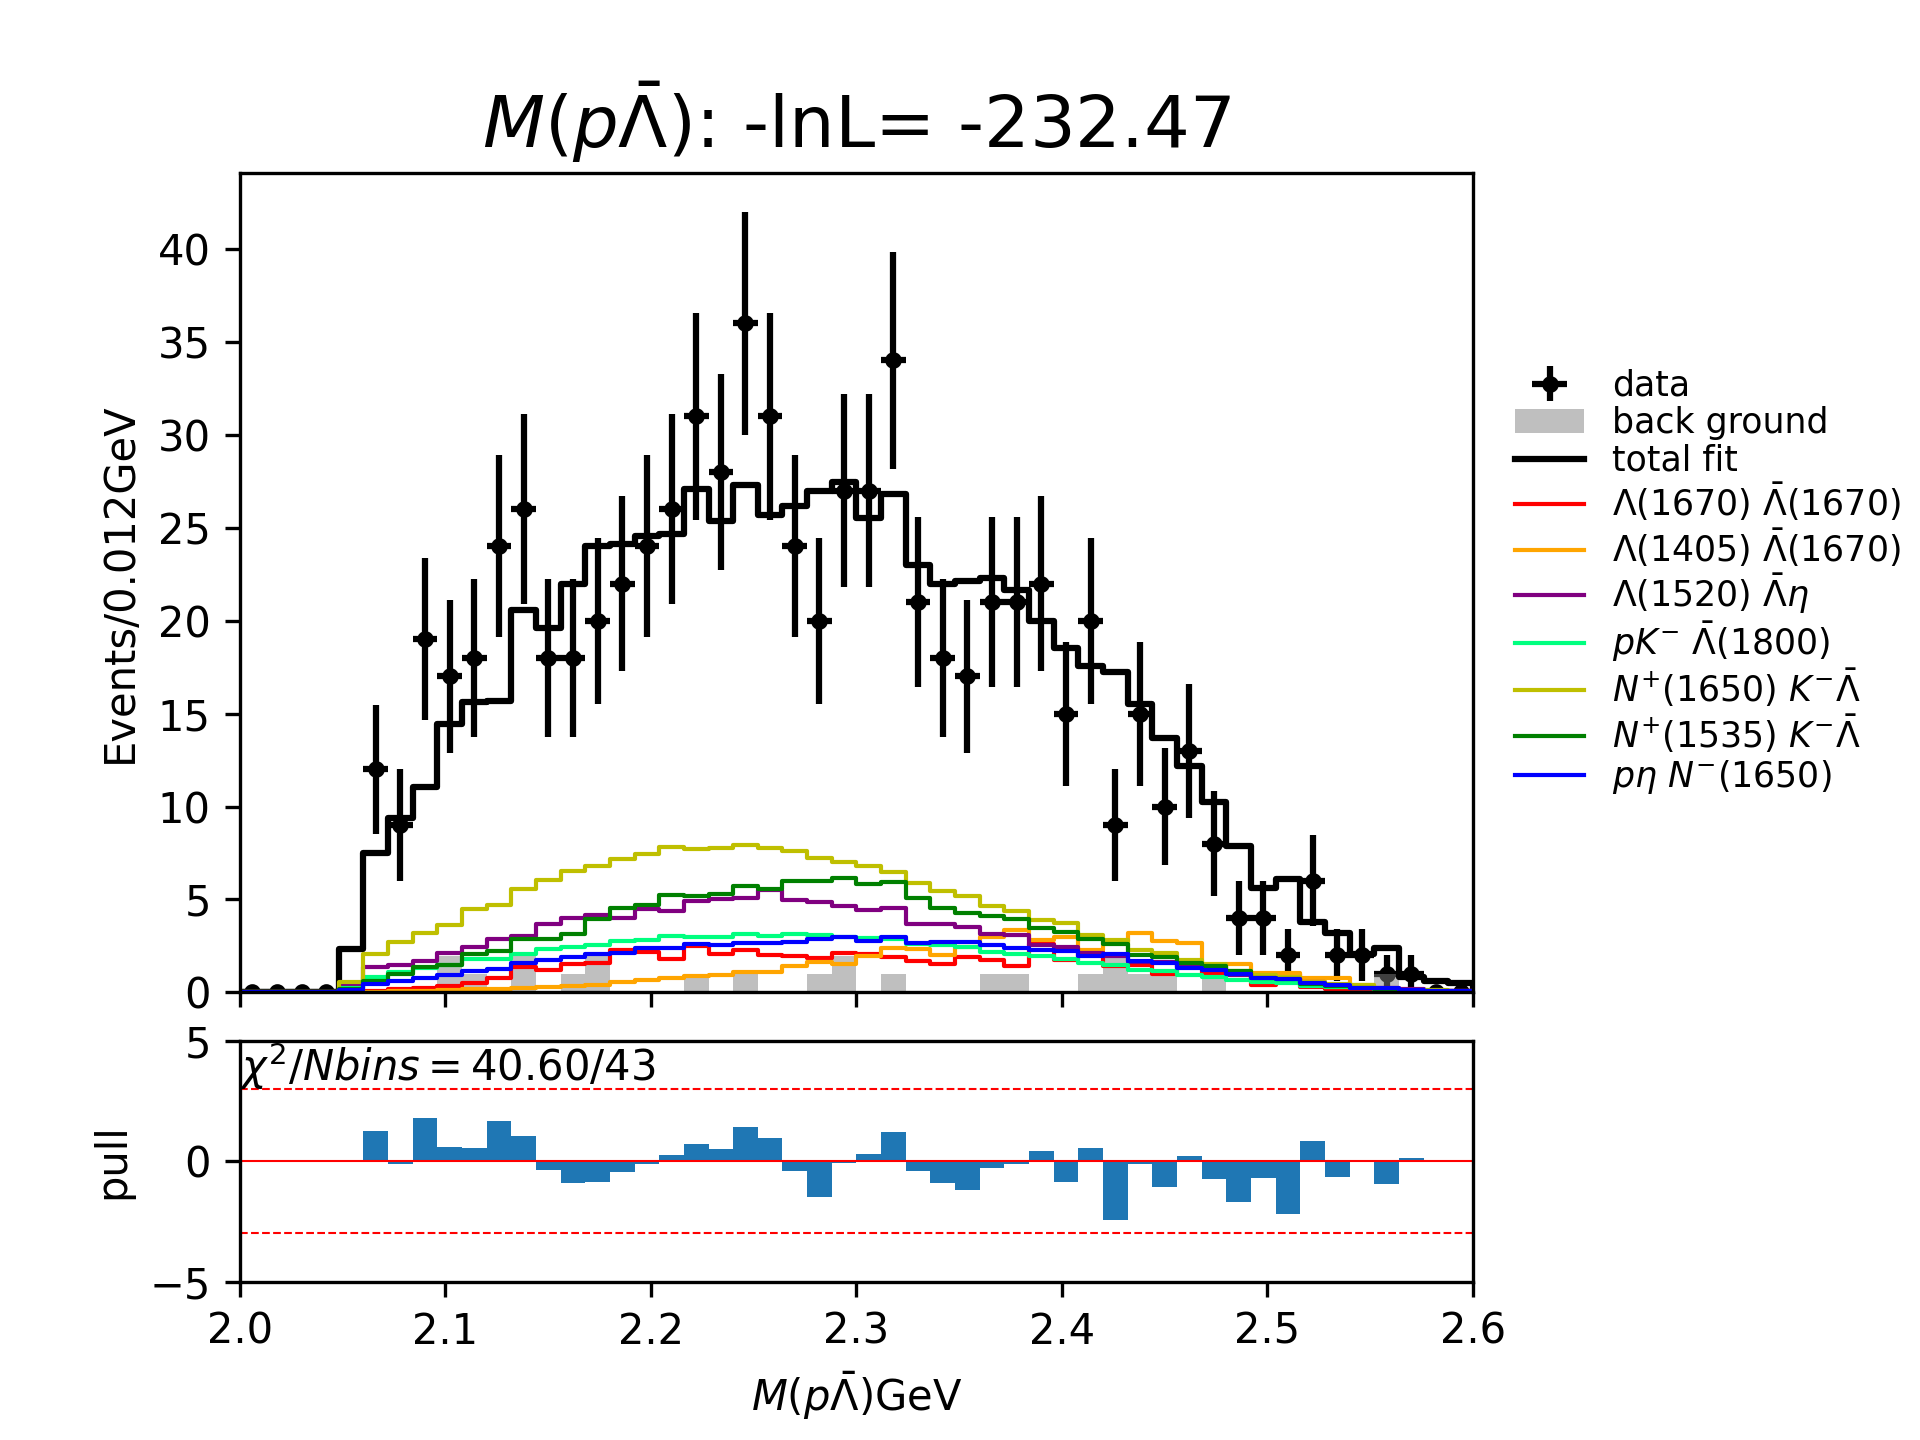 M(pΛ̄): -lnL= -232.47
Events/0.012GeV
40
35
30
25
20
15
10
5
0
data
back ground
total fit
Λ(1670) Λ̄(1670)
Λ(1405) Λ̄(1670)
Λ(1520) Λ̄η
pK⁻ Λ̄(1800)
N⁺(1650) K⁻Λ̄
N⁺(1535) K⁻Λ̄
pη N⁻(1650)
χ²/Nbins = 40.60/43
pull
5
0
−5
2.0 2.1 2.2 2.3 2.4 2.5 2.6
M(pΛ̄)GeV